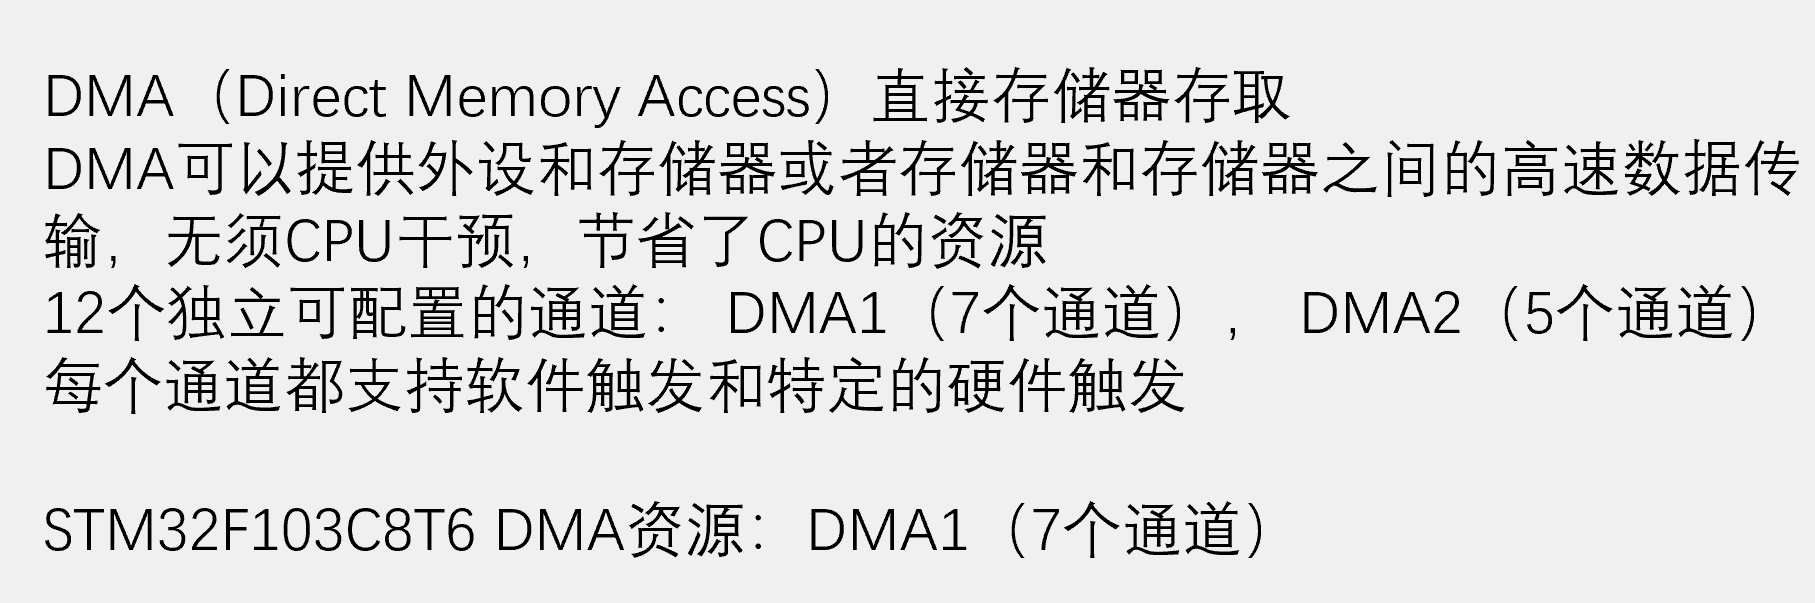 DMA（Direct Memory Access）直接存储器存取
DMA可以提供外设和存储器或者存储器和存储器之间的高速数据传
输，无须CPU干预，节省了CPU的资源
12个独立可配置的通道： DMA1（7个通道）， DMA2（5个通道）
每个通道都支持软件触发和特定的硬件触发
STM32F103C8T6 DMA资源：DMA1（7个通道）